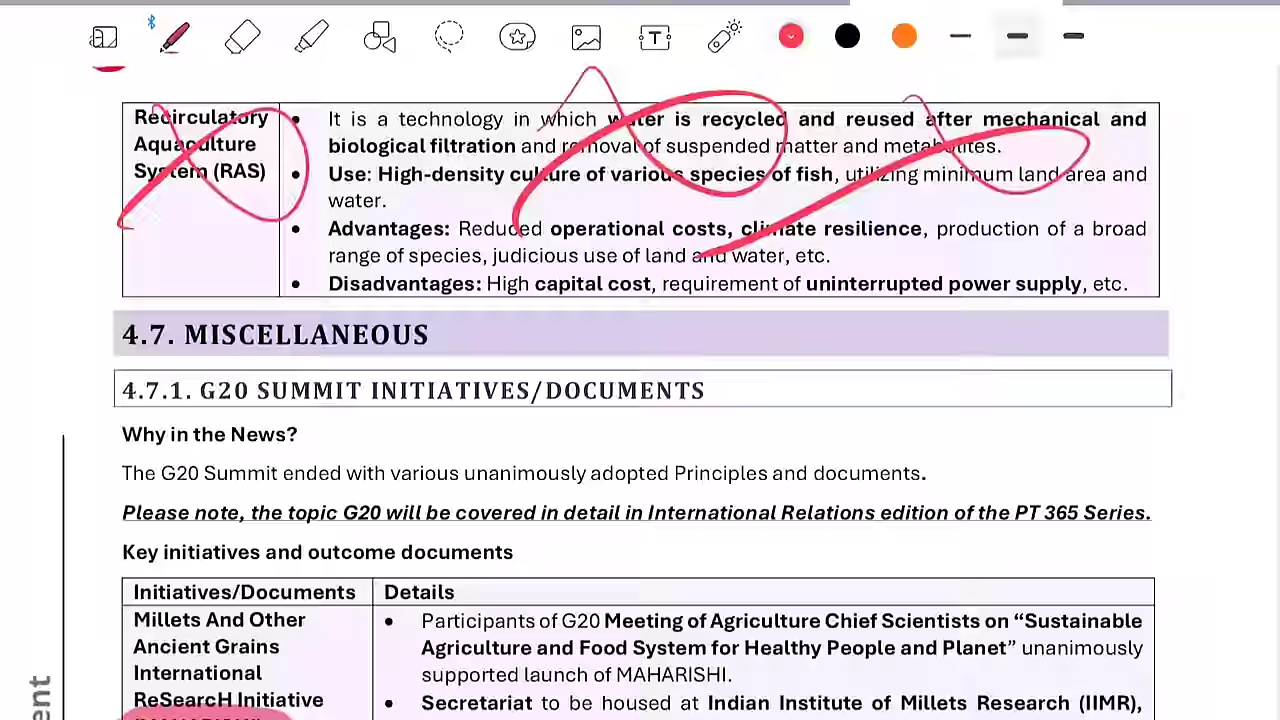 Recirculatory
Aquaculture
System (RAS)
• It is a technology in which water is recycled and reused after mechanical and
biological filtration and removal of suspended matter and metabolites.
• Use: High-density culture of various species of fish, utilizing minimum land area and
water.
• Advantages: Reduced operational costs, climate resilience, production of a broad
range of species, judicious use of land and water, etc.
• Disadvantages: High capital cost, requirement of uninterrupted power supply, etc.
4.7. MISCELLANEOUS
4.7.1. G20 SUMMIT INITIATIVES/DOCUMENTS
Why in the News?
The G20 Summit ended with various unanimously adopted Principles and documents.
Please note, the topic G20 will be covered in detail in International Relations edition of the PT 365 Series.
Key initiatives and outcome documents
Initiatives/Documents Details
Millets And Other
Ancient Grains
International
ReSearcH Initiative
• Participants of G20 Meeting of Agriculture Chief Scientists on “Sustainable
Agriculture and Food System for Healthy People and Planet” unanimously
supported launch of MAHARISHI.
• Secretariat to be housed at Indian Institute of Millets Research (IIMR),
ent